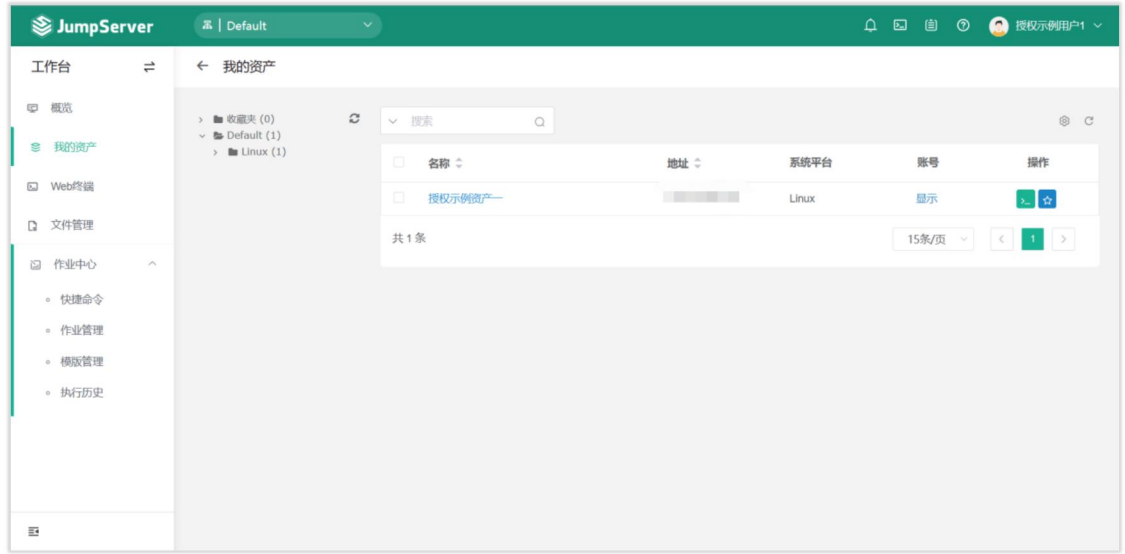 JumpServer
Default
授权示例用户1
工作台
我的资产
概览
我的资产
Web终端
文件管理
作业中心
快捷命令
作业管理
模版管理
执行历史
收藏夹 (0)
Default (1)
Linux (1)
搜索
名称 地址 系统平台 账号 操作
授权示例资产一 Linux 显示
共 1 条 15条/页 1